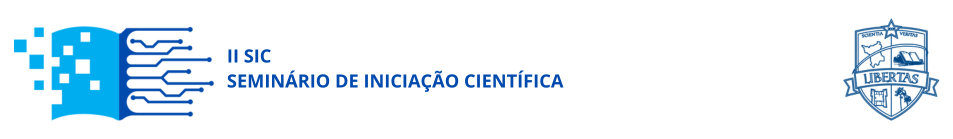 II SIC
SEMINÁRIO DE INICIAÇÃO CIENTÍFICA
SCIENTIA VERITAS
LIBERTAS